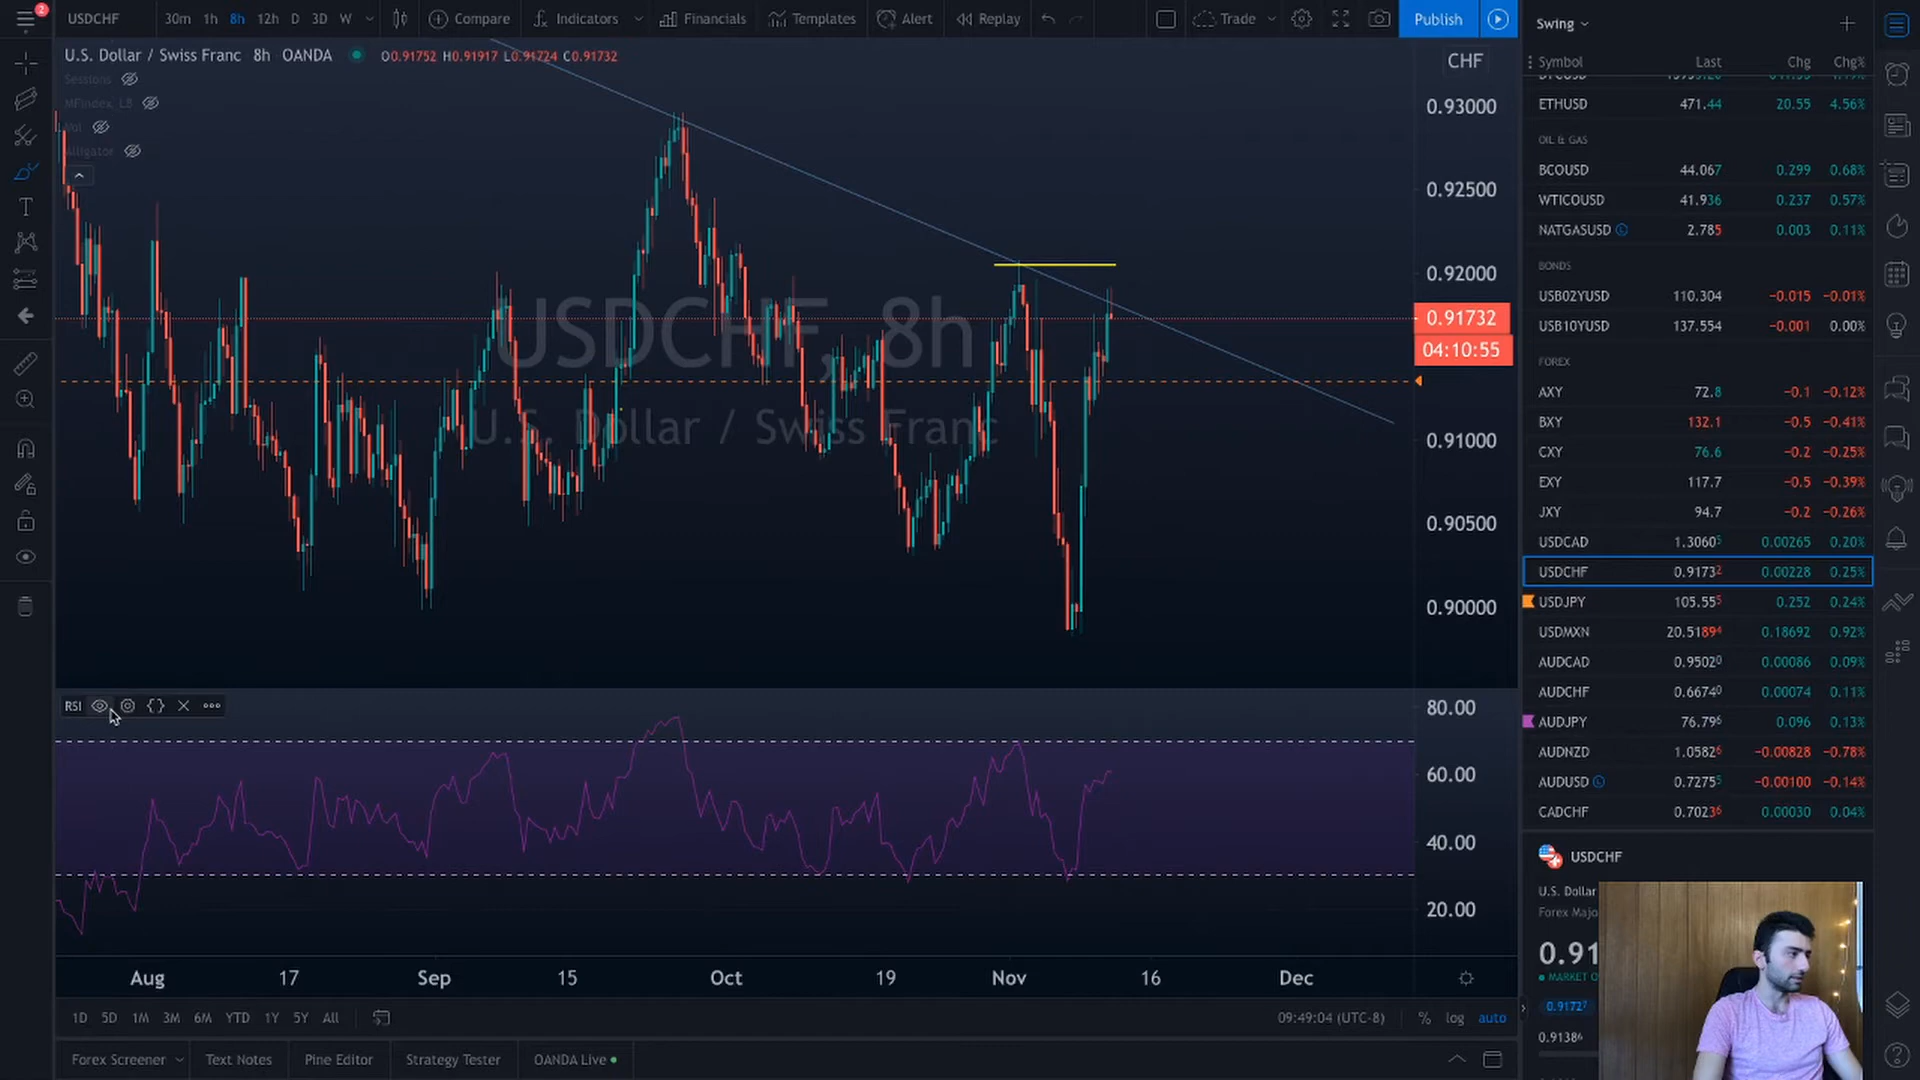 2
USDCHF 30m 1h 8h 12h D 3D W Compare Indicators Financials Templates Alert Replay Trade Publish
U.S. Dollar / Swiss Franc 8h OANDA O0.91752 H0.91917 L0.91724 C0.91732
Sessions
MFIndex_LB
Vol
Alligator
USDCHF, 8h
U.S. Dollar / Swiss Franc
CHF
0.93000
0.92500
0.92000
0.91732
04:10:55
0.91000
0.90500
0.90000
RSI
80.00
60.00
40.00
20.00
Aug 17 Sep 15 Oct 19 Nov 16 Dec
1D 5D 1M 3M 6M YTD 1Y 5Y All 09:49:04 (UTC-8) % log auto
Forex Screener Text Notes Pine Editor Strategy Tester OANDA Live
Swing
Symbol Last Chg Chg%
ETHUSD 471.44 20.55 4.56%
OIL & GAS
BCOUSD 44.067 0.299 0.68%
WTICOUSD 41.936 0.237 0.57%
NATGASUSD 2.785 0.003 0.11%
BONDS
USB02YUSD 110.304 −0.015 −0.01%
USB10YUSD 137.554 −0.001 0.00%
FOREX
AXY 72.8 −0.1 −0.12%
BXY 132.1 −0.5 −0.41%
CXY 76.6 −0.2 −0.25%
EXY 117.7 −0.5 −0.39%
JXY 94.7 −0.2 −0.26%
USDCAD 1.30605 0.00265 0.20%
USDCHF 0.91732 0.00228 0.25%
USDJPY 105.555 0.252 0.24%
USDMXN 20.51894 0.18692 0.92%
AUDCAD 0.95020 0.00086 0.09%
AUDCHF 0.66740 0.00074 0.11%
AUDJPY 76.796 0.096 0.13%
AUDNZD 1.05826 −0.00828 −0.78%
AUDUSD 0.72755 −0.00100 −0.14%
CADCHF 0.70236 0.00030 0.04%
USDCHF
U.S. Dollar
Forex Majo
0.91
MARKET O
0.91727
0.91386